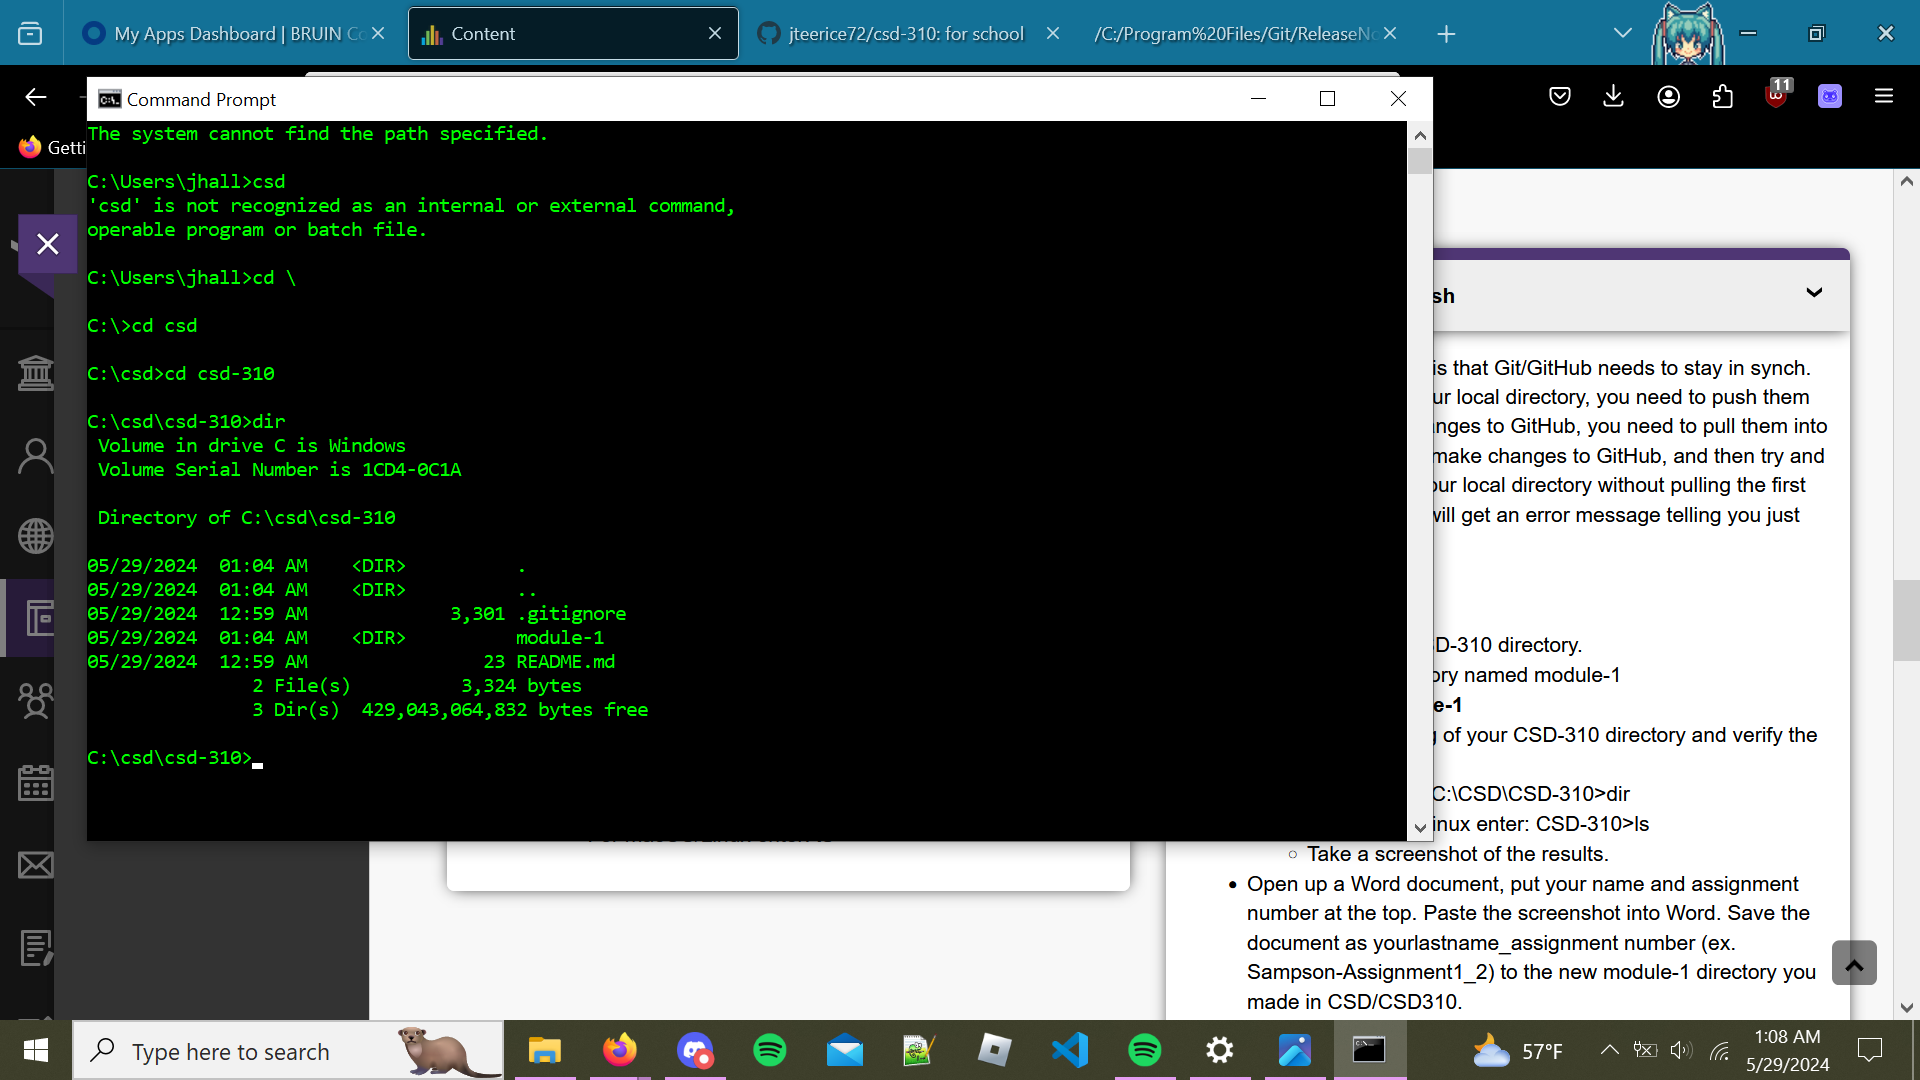 My Apps Dashboard | BRUIN Co
Content
jteerice72/csd-310: for school
/C:/Program%20Files/Git/ReleaseNo
Command Prompt
11
Getti
The system cannot find the path specified.
C:\Users\jhall>csd
'csd' is not recognized as an internal or external command,
operable program or batch file.
C:\Users\jhall>cd \
C:\>cd csd
C:\csd>cd csd-310
C:\csd\csd-310>dir
Volume in drive C is Windows
Volume Serial Number is 1CD4-0C1A
Directory of C:\csd\csd-310
05/29/2024 01:04 AM <DIR> .
05/29/2024 01:04 AM <DIR> ..
05/29/2024 12:59 AM 3,301 .gitignore
05/29/2024 01:04 AM <DIR> module-1
05/29/2024 12:59 AM 23 README.md
2 File(s) 3,324 bytes
3 Dir(s) 429,043,064,832 bytes free
C:\csd\csd-310>
sh
is that Git/GitHub needs to stay in synch.
ur local directory, you need to push them
nges to GitHub, you need to pull them into
make changes to GitHub, and then try and
our local directory without pulling the first
will get an error message telling you just
D-310 directory.
ory named module-1
e-1
g of your CSD-310 directory and verify the
C:\CSD\CSD-310>dir
inux enter: CSD-310>ls
Take a screenshot of the results.
Open up a Word document, put your name and assignment
number at the top. Paste the screenshot into Word. Save the
document as yourlastname_assignment number (ex.
Sampson-Assignment1_2) to the new module-1 directory you
made in CSD/CSD310.
Type here to search
57°F
1:08 AM
5/29/2024